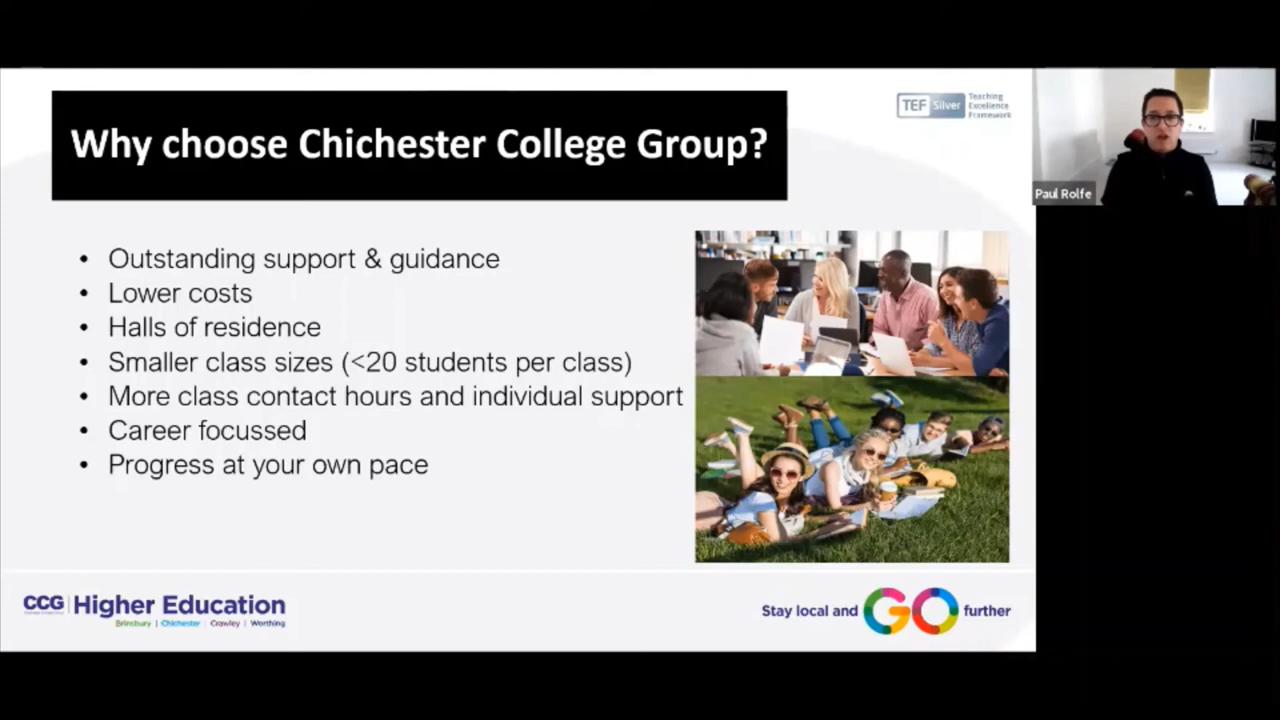 Why choose Chichester College Group?
TEF Silver
Teaching
Excellence
Framework
Paul Rolfe
• Outstanding support & guidance
• Lower costs
• Halls of residence
• Smaller class sizes (<20 students per class)
• More class contact hours and individual support
• Career focussed
• Progress at your own pace
CCG Higher Education
Brinsbury | Chichester | Crawley | Worthing
Stay local and GO further